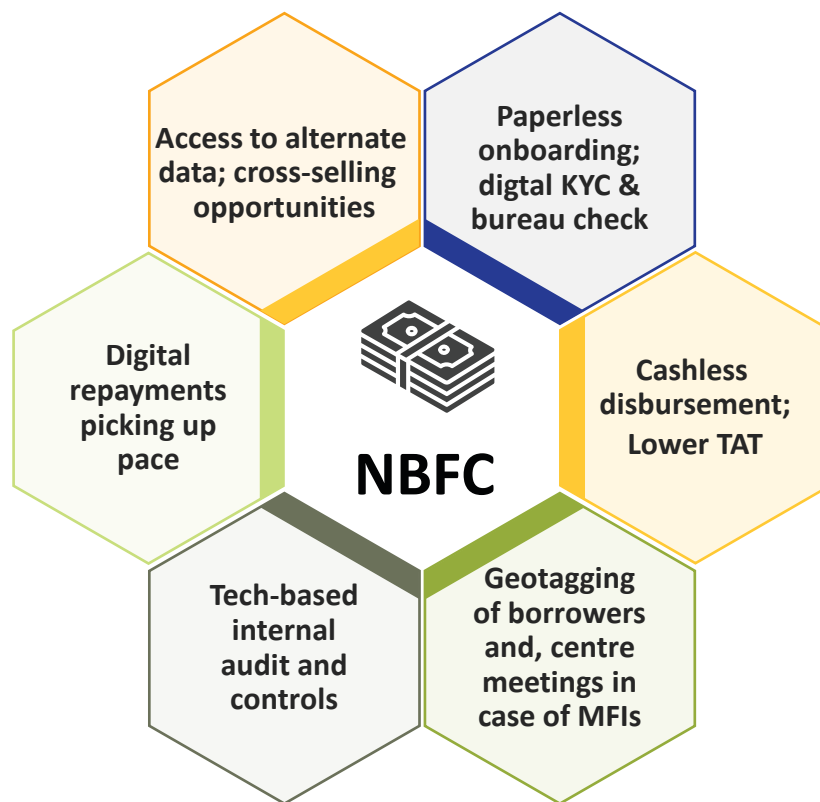 Access to alternate
data; cross-selling
opportunities
Paperless
onboarding;
digtal KYC &
bureau check
Digital
repayments
picking up
pace
NBFC
Cashless
disbursement;
Lower TAT
Tech-based
internal
audit and
controls
Geotagging
of borrowers
and, centre
meetings in
case of MFIs